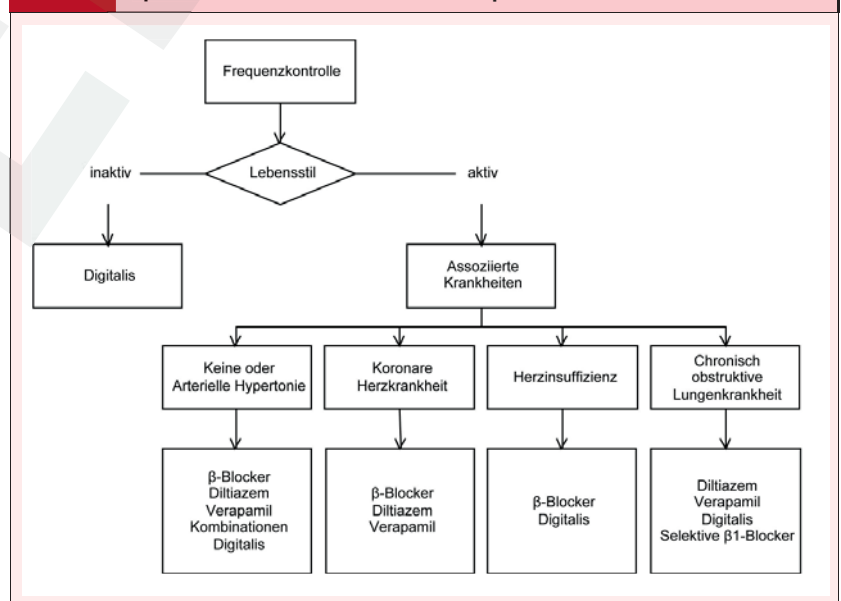 Frequenzkontrolle
inaktiv
Lebensstil
aktiv
Digitalis
Assoziierte
Krankheiten
Keine oder
Arterielle Hypertonie
Koronare
Herzkrankheit
Herzinsuffizienz
Chronisch
obstruktive
Lungenkrankheit
β-Blocker
Diltiazem
Verapamil
Kombinationen
Digitalis
β-Blocker
Diltiazem
Verapamil
β-Blocker
Digitalis
Diltiazem
Verapamil
Digitalis
Selektive β1-Blocker